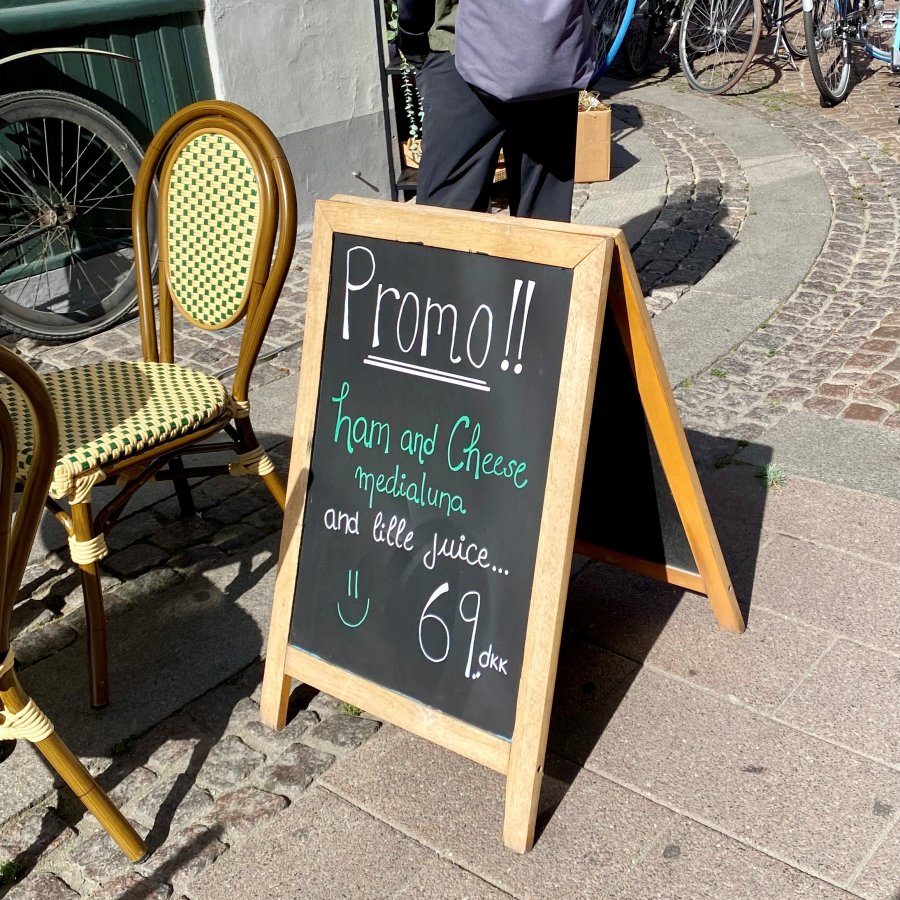 Promo!!
ham and Cheese
medialuna
and lille juice...
69, dkk